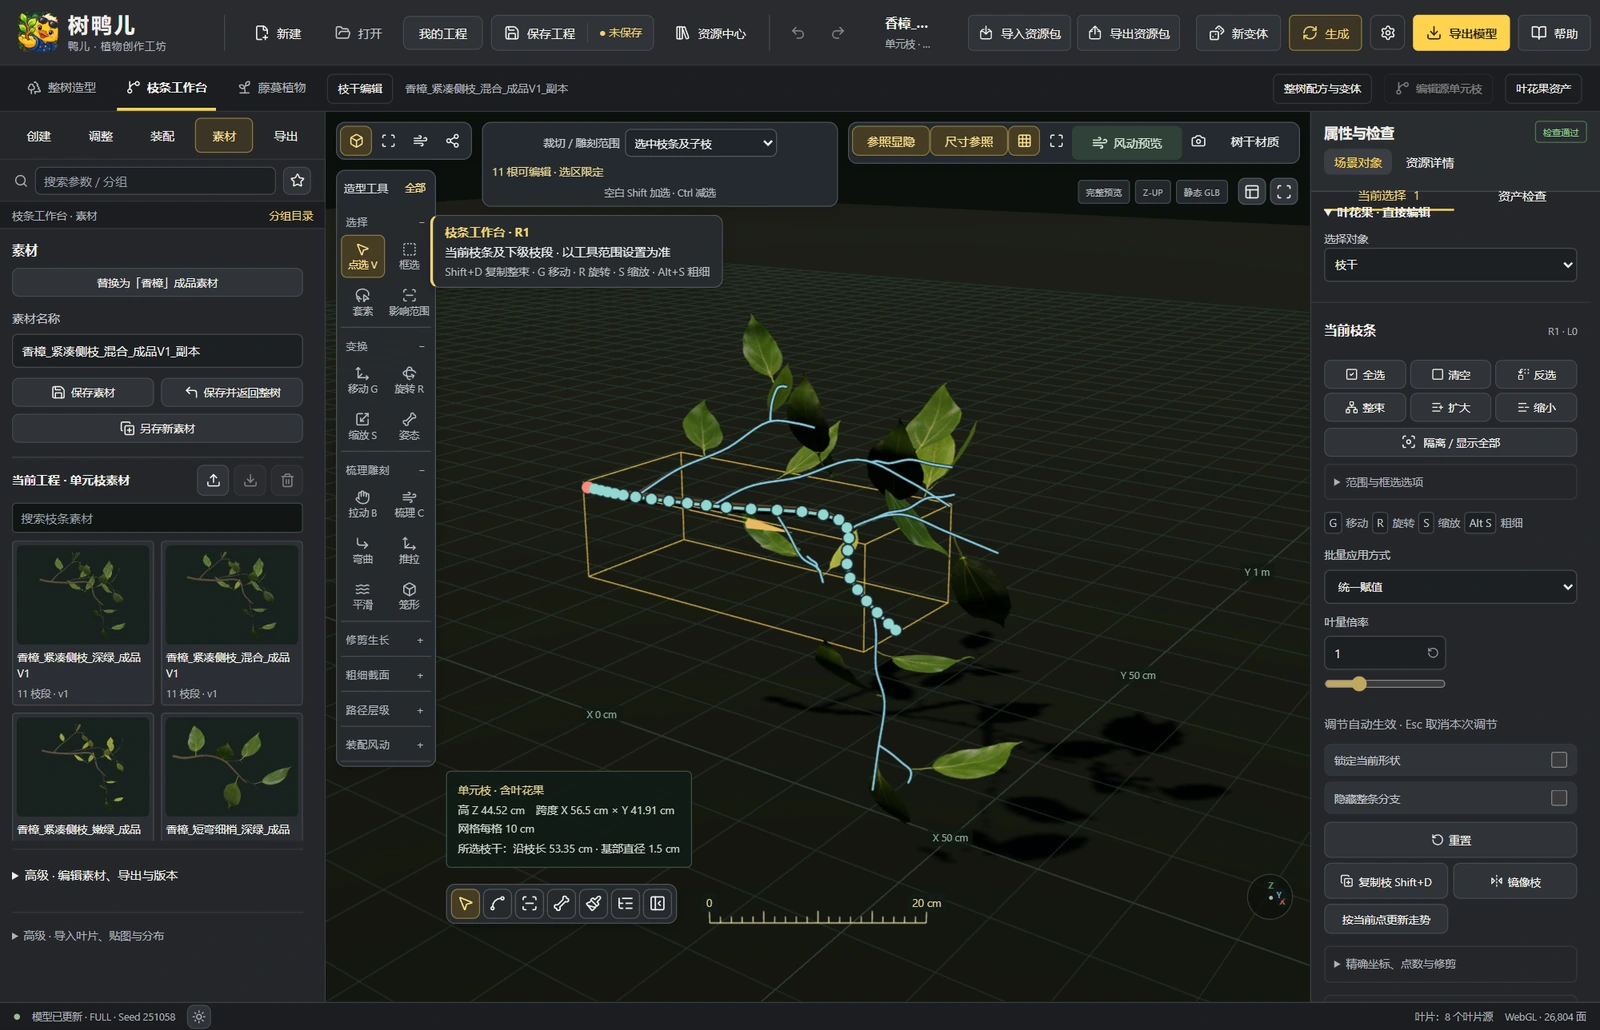 树鸭儿
鸭儿 · 植物创作工坊
新建
打开
我的工程
保存工程
• 未保存
资源中心
香樟_...
单元枝 · ...
导入资源包
导出资源包
新变体
生成
导出模型
帮助
整树造型
枝条工作台
藤蔓植物
枝干编辑
香樟_紧凑侧枝_混合_成品V1_副本
整树配方与变体
编辑源单元枝
叶花果资产
创建
调整
装配
素材
导出
搜索参数 / 分组
枝条工作台 · 素材
分组目录
素材
替换为「香樟」成品素材
素材名称
香樟_紧凑侧枝_混合_成品V1_副本
保存素材
保存并返回整树
另存新素材
当前工程 · 单元枝素材
搜索枝条素材
香樟_紧凑侧枝_深绿_成品
V1
11 枝段 · v1
香樟_紧凑侧枝_混合_成品
V1
11 枝段 · v1
香樟_紧凑侧枝_嫩绿_成品
香樟_短弯细梢_深绿_成品
▶ 高级 · 编辑素材、导出与版本
▶ 高级 · 导入叶片、贴图与分布
裁切 / 雕刻范围
选中枝条及子枝
11 根可编辑 · 选区限定
空白 Shift 加选 · Ctrl 减选
参照显隐
尺寸参照
风动预览
树干材质
完整预览
Z-UP
静态 GLB
造型工具
全部
选择
−
点选 V
框选
套索
影响范围
变换
−
移动 G
旋转 R
缩放 S
姿态
梳理雕刻
−
拉动 B
梳理 C
弯曲
推拉
平滑
笼形
修剪生长
+
粗细截面
+
路径层级
+
装配风动
+
枝条工作台 · R1
当前枝条及下级枝段 · 以工具范围设置为准
Shift+D 复制整束 · G 移动 · R 旋转 · S 缩放 · Alt+S 粗细
Y 1 m
Y 50 cm
X 0 cm
X 50 cm
单元枝 · 含叶花果
高 Z 44.52 cm 跨度 X 56.5 cm × Y 41.91 cm
网格每格 10 cm
所选枝干：沿枝长 53.35 cm · 基部直径 1.5 cm
0
20 cm
Z
Y
X
属性与检查
检查通过
场景对象
资源详情
当前选择 1
资产检查
▼ 叶花果 · 直接编辑
选择对象
枝干
当前枝条
R1 · L0
全选
清空
反选
整束
扩大
缩小
隔离 / 显示全部
▶ 范围与框选选项
G 移动 R 旋转 S 缩放 Alt S 粗细
批量应用方式
统一赋值
叶量倍率
1
调节自动生效 · Esc 取消本次调节
锁定当前形状
隐藏整条分支
重置
复制枝 Shift+D
镜像枝
按当前点更新走势
▶ 精确坐标、点数与修剪
模型已更新 · FULL · Seed 251058
叶片：8 个叶片源
WebGL · 26,804 面